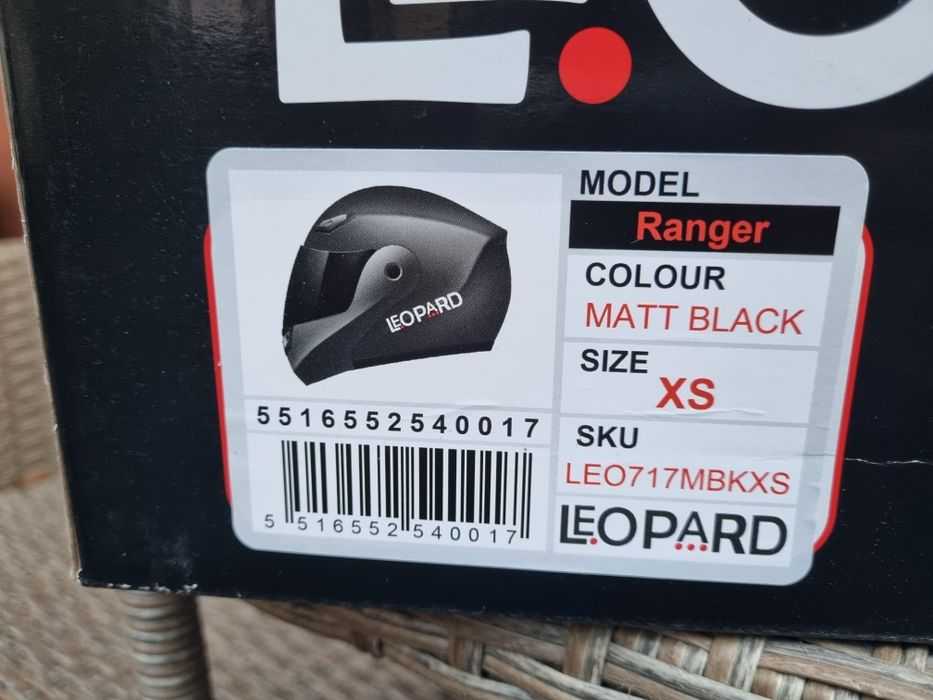 LEOPARD
MODEL
Ranger
COLOUR
MATT BLACK
SIZE
XS
5516552540017
5 516552 540017
SKU
LEO717MBKXS
LEOPARD